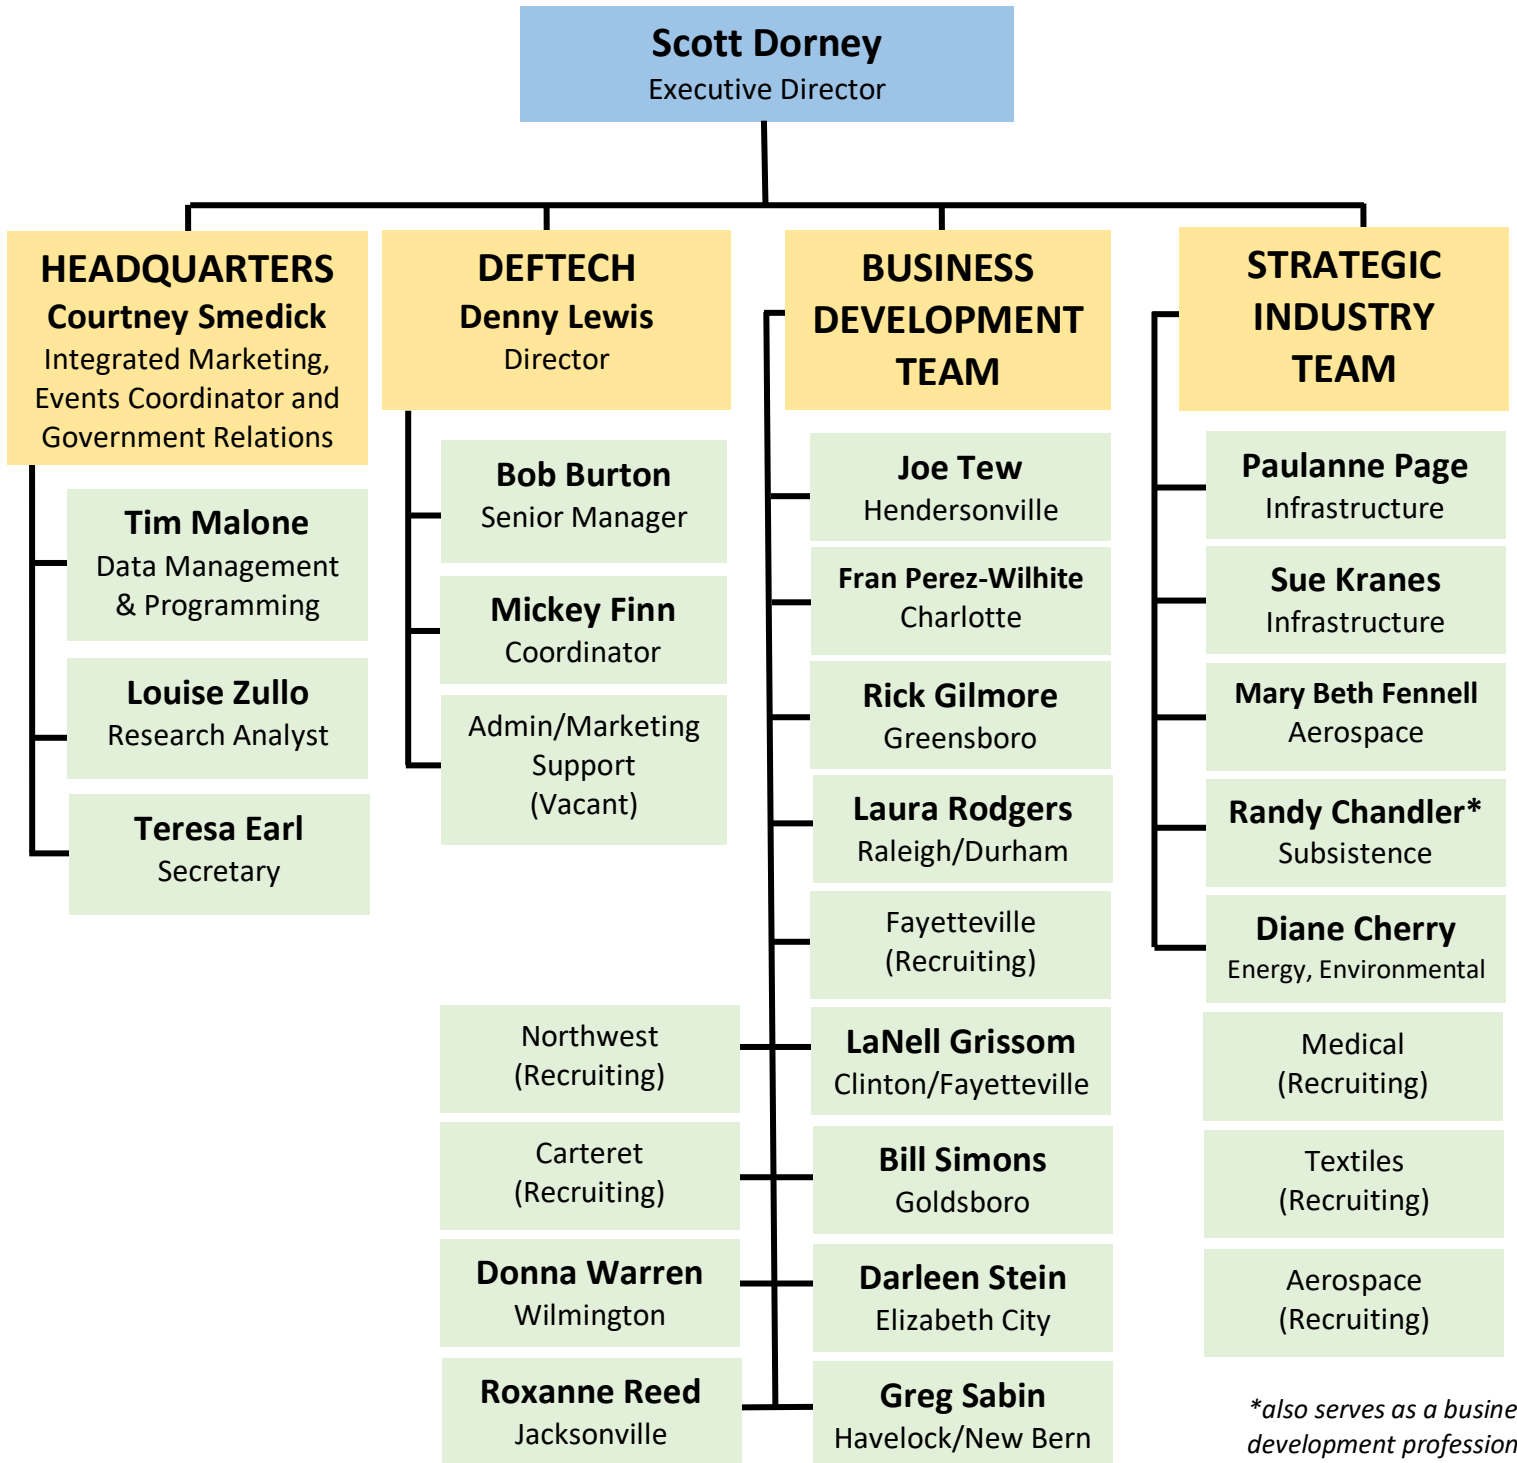 Scott Dorney
Executive Director
HEADQUARTERS
Courtney Smedick
Integrated Marketing,
Events Coordinator and
Government Relations
Tim Malone
Data Management
& Programming
Louise Zullo
Research Analyst
Teresa Earl
Secretary
DEFTECH
Denny Lewis
Director
Bob Burton
Senior Manager
Mickey Finn
Coordinator
Admin/Marketing
Support
(Vacant)
BUSINESS
DEVELOPMENT
TEAM
Joe Tew
Hendersonville
Fran Perez-Wilhite
Charlotte
Rick Gilmore
Greensboro
Laura Rodgers
Raleigh/Durham
Fayetteville
(Recruiting)
Northwest
(Recruiting)
LaNell Grissom
Clinton/Fayetteville
Carteret
(Recruiting)
Bill Simons
Goldsboro
Donna Warren
Wilmington
Darleen Stein
Elizabeth City
Roxanne Reed
Jacksonville
Greg Sabin
Havelock/New Bern
STRATEGIC
INDUSTRY
TEAM
Paulanne Page
Infrastructure
Sue Kranes
Infrastructure
Mary Beth Fennell
Aerospace
Randy Chandler*
Subsistence
Diane Cherry
Energy, Environmental
Medical
(Recruiting)
Textiles
(Recruiting)
Aerospace
(Recruiting)
*also serves as a busine
development profession